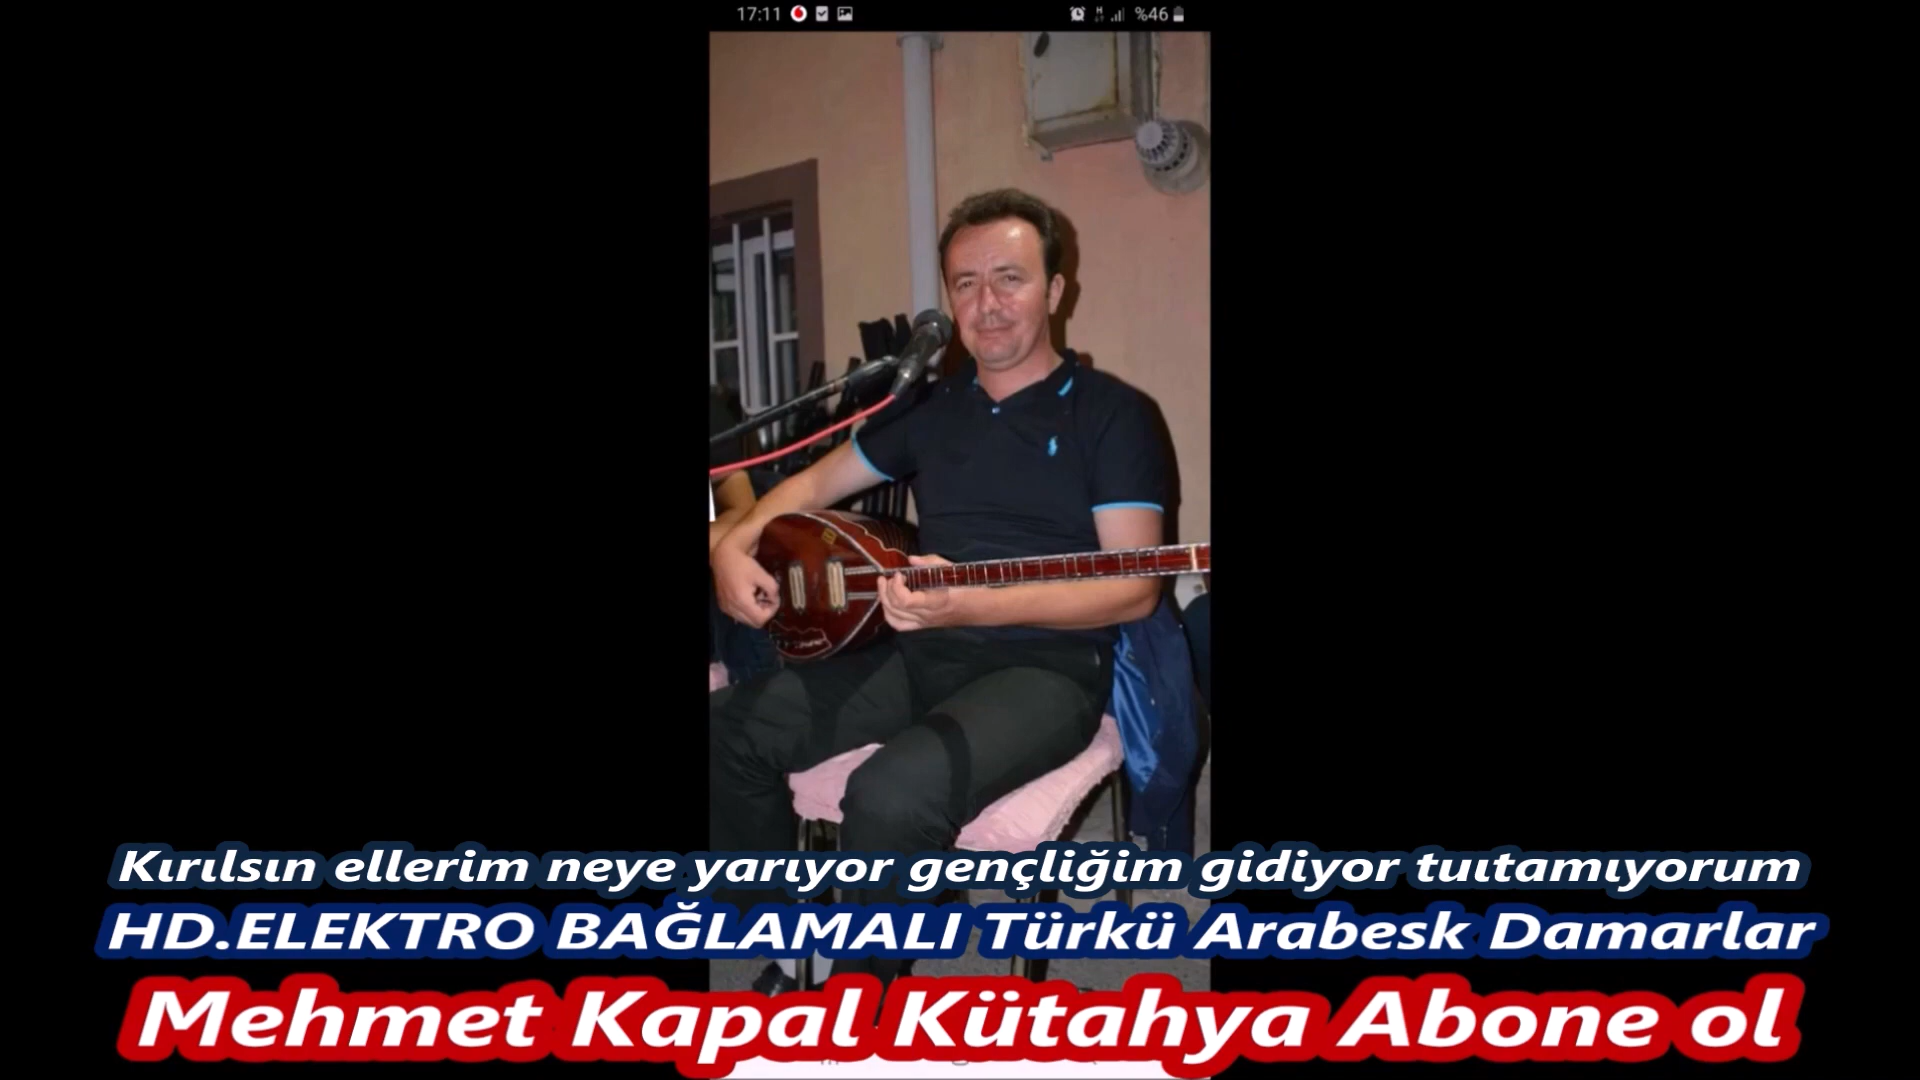 17:11 %46
Kırılsın ellerim neye yarıyor gençliğim gidiyor tuıtamıyorum
HD.ELEKTRO BAĞLAMALI Türkü Arabesk Damarlar
Mehmet Kapal Kütahya Abone ol